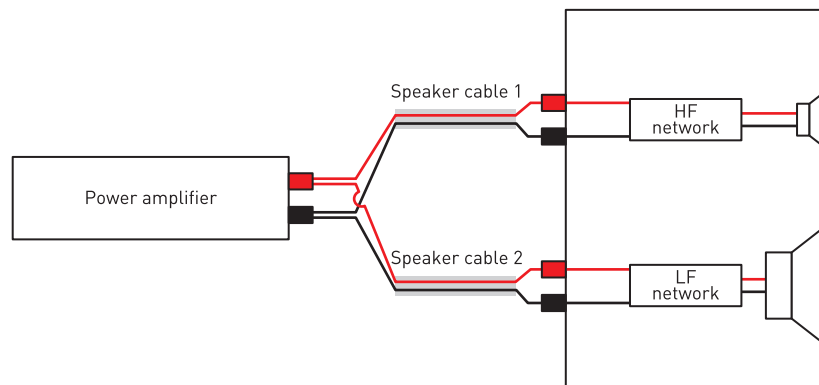 Speaker cable 1
HF
network
Power amplifier
Speaker cable 2
LF
network